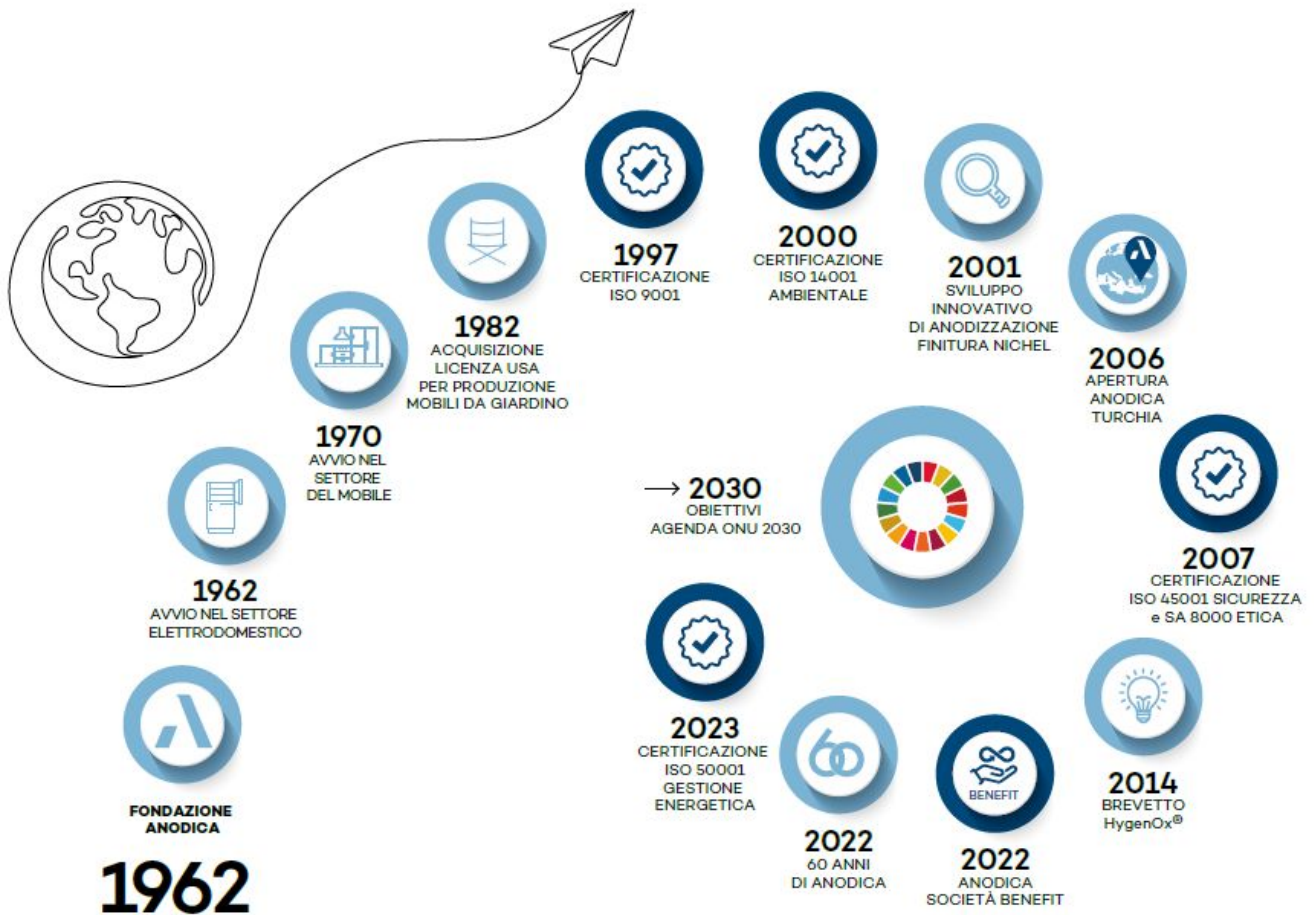 FONDAZIONE
ANODICA
1962
1962
AVVIO NEL SETTORE
ELETTRODOMESTICO
1970
AVVIO NEL
SETTORE
DEL MOBILE
1982
ACQUISIZIONE
LICENZA USA
PER PRODUZIONE
MOBILI DA GIARDINO
1997
CERTIFICAZIONE
ISO 9001
2000
CERTIFICAZIONE
ISO 14001
AMBIENTALE
2001
SVILUPPO
INNOVATIVO
DI ANODIZZAZIONE
FINITURA NICHEL
2006
APERTURA
ANODICA
TURCHIA
2007
CERTIFICAZIONE
ISO 45001 SICUREZZA
e SA 8000 ETICA
2014
BREVETTO
HygenOx®
BENEFIT
2022
ANODICA
SOCIETÀ BENEFIT
60
2022
60 ANNI
DI ANODICA
2023
CERTIFICAZIONE
ISO 50001
GESTIONE
ENERGETICA
→ 2030
OBIETTIVI
AGENDA ONU 2030